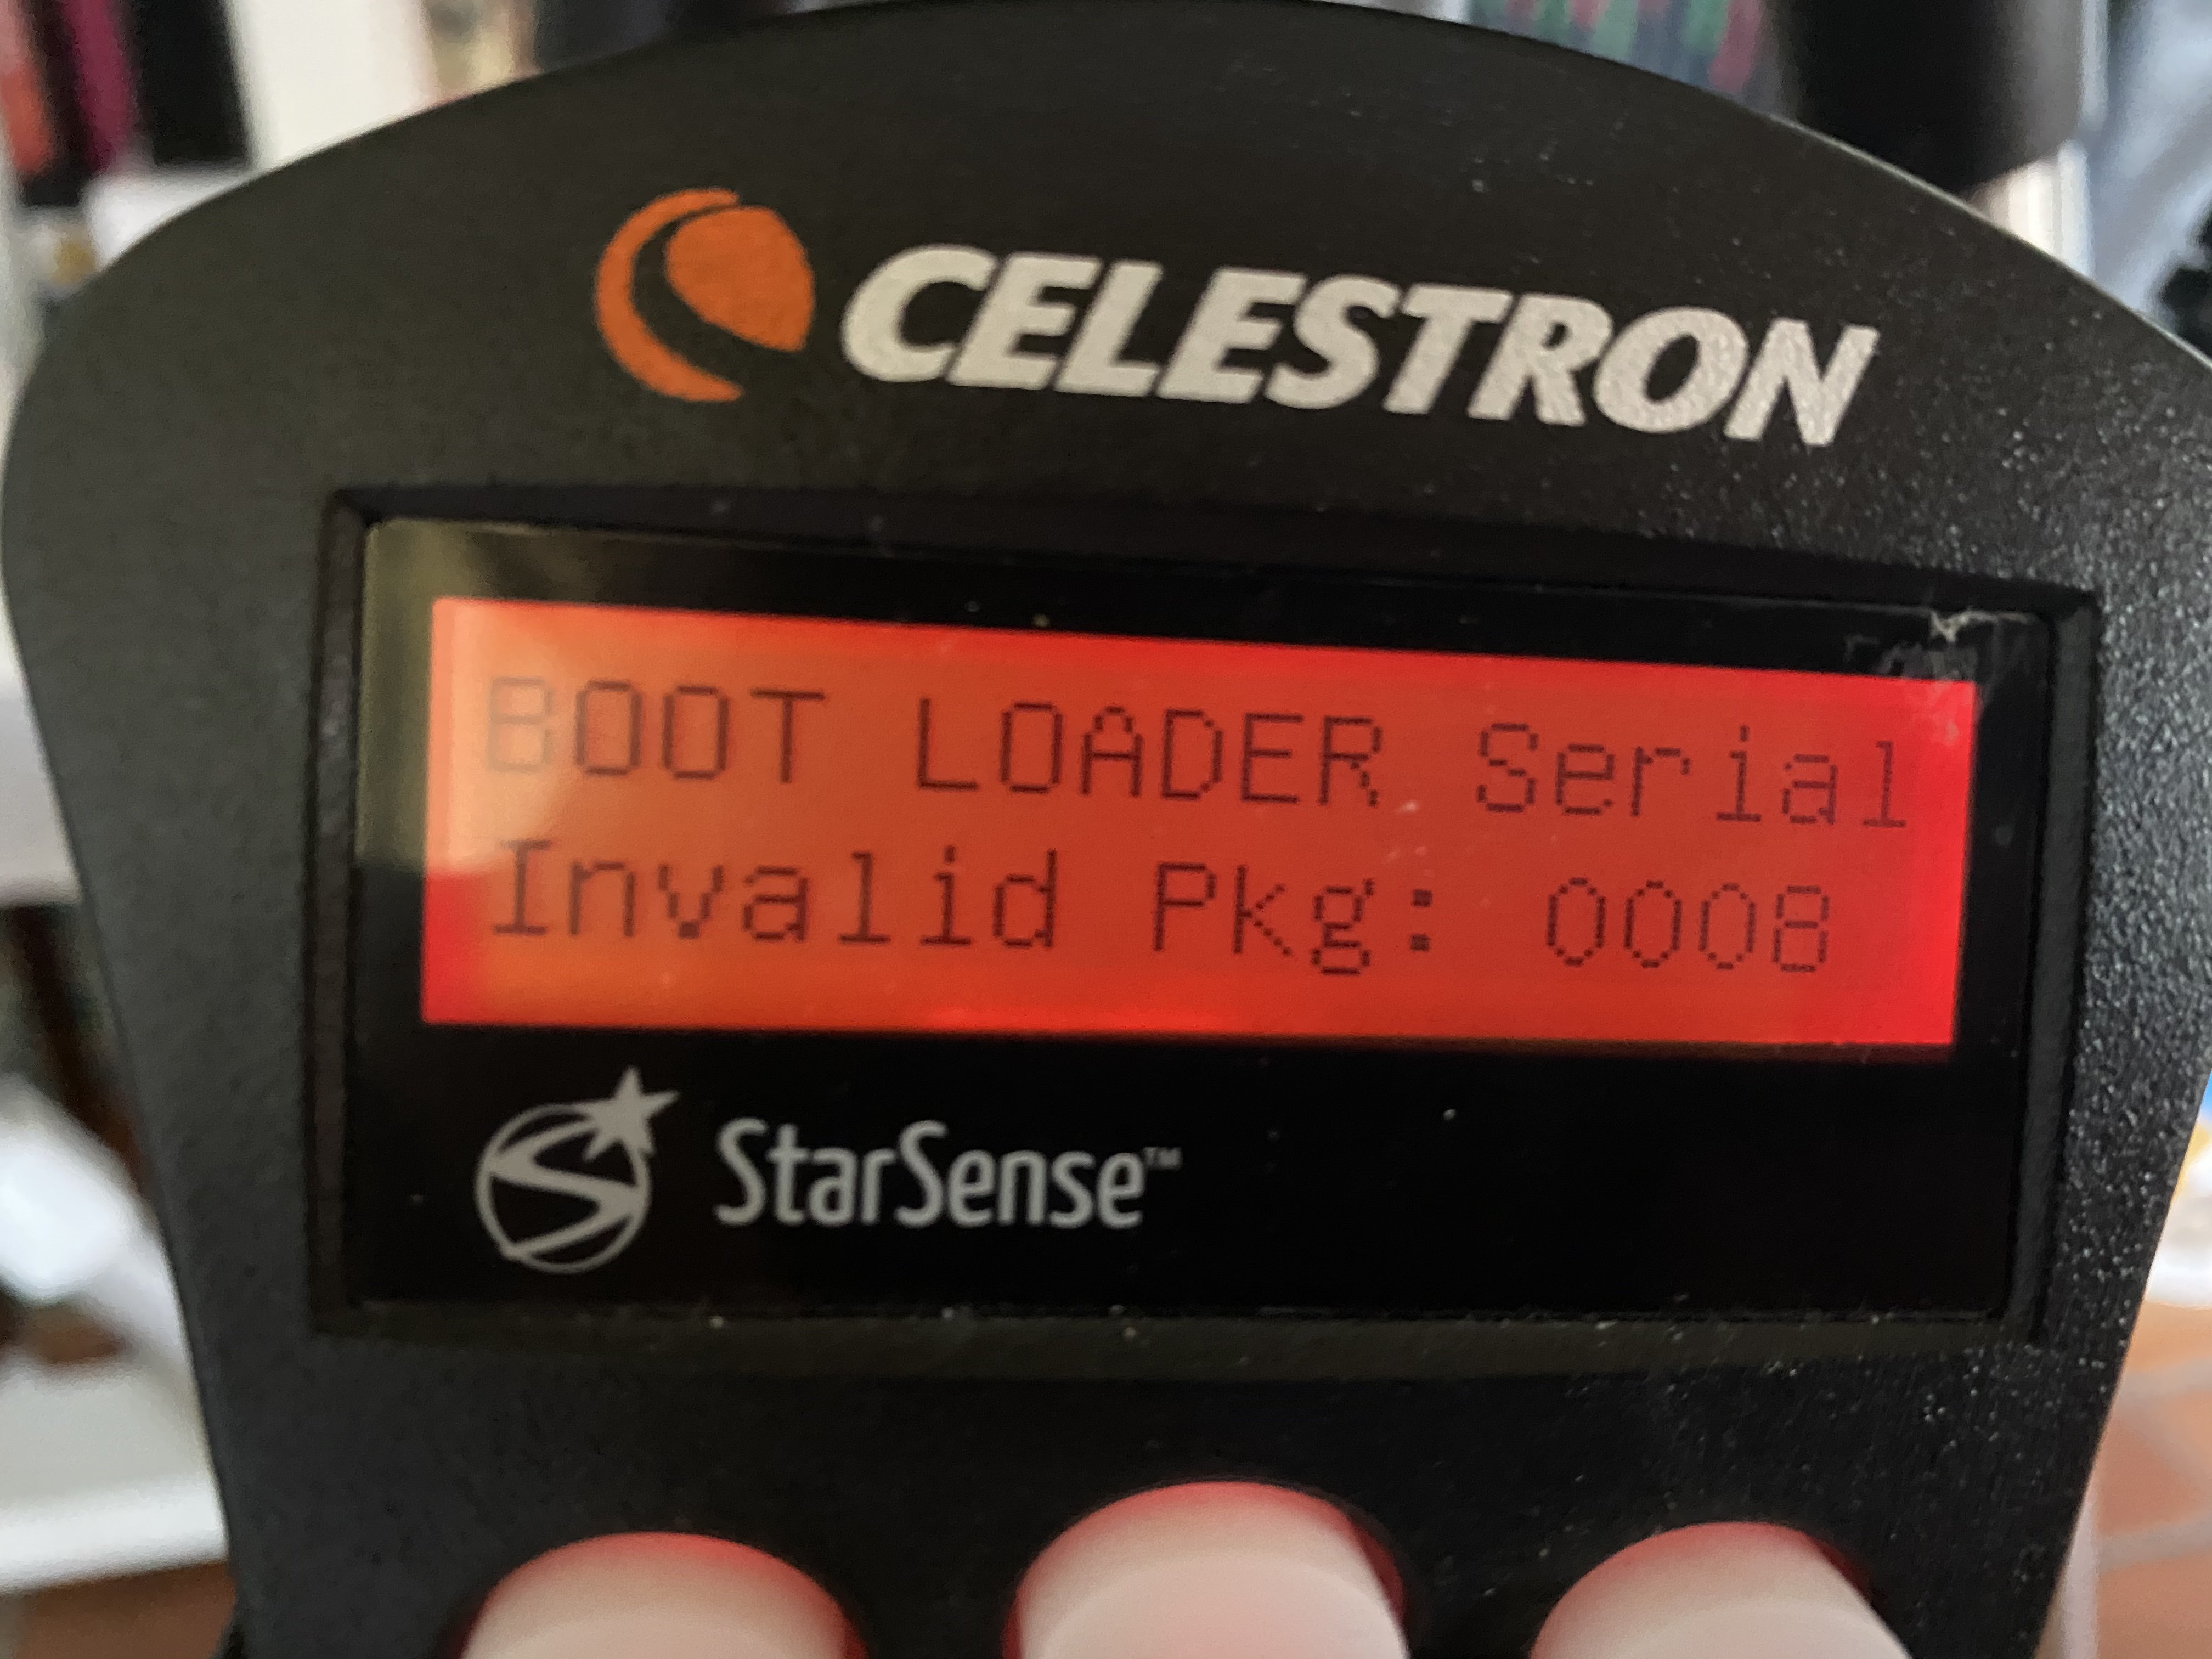 CELESTRON
BOOT LOADER Serial
Invalid Pkg: 0008
StarSense™